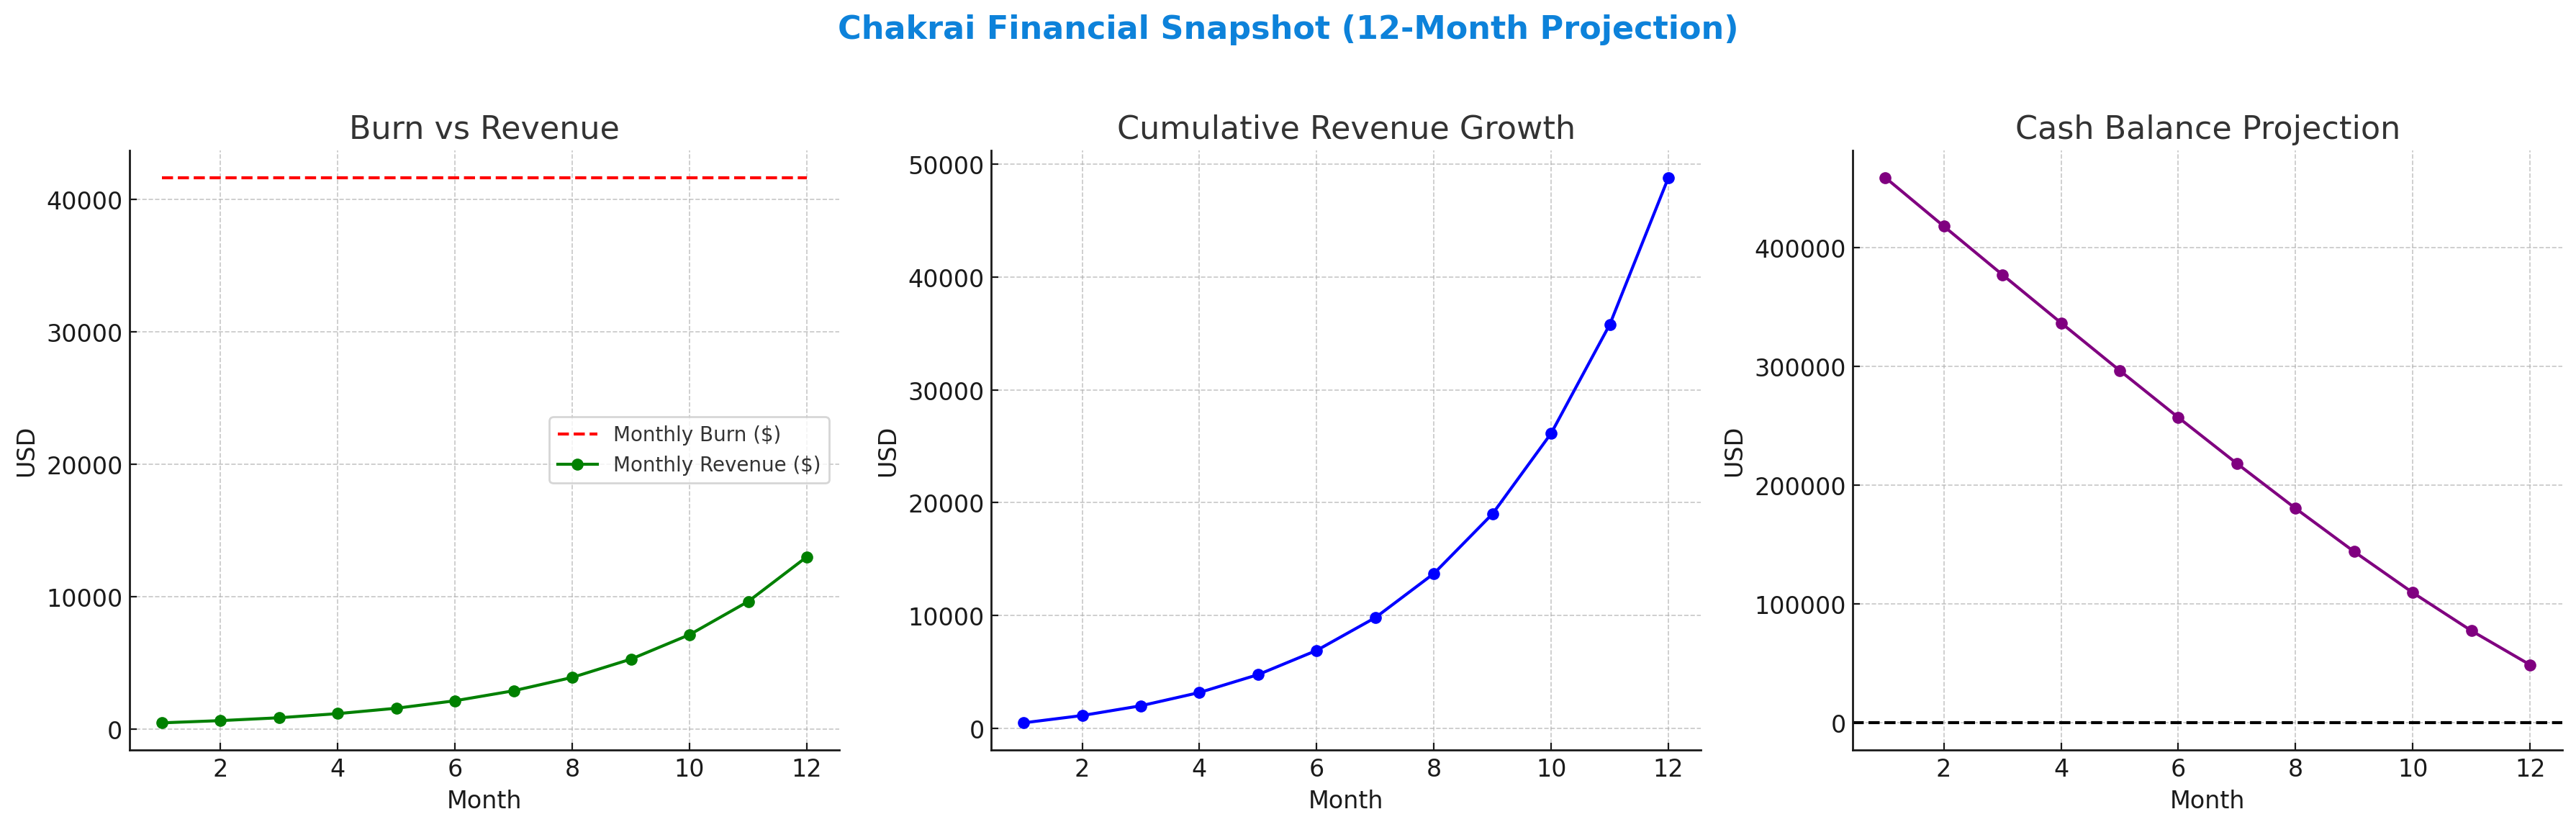 Chakrai Financial Snapshot (12-Month Projection)
Burn vs Revenue
40000
30000
20000
10000
0
USD
2 4 6 8 10 12
Month
Monthly Burn ($)
Monthly Revenue ($)
Cumulative Revenue Growth
50000
40000
30000
20000
10000
0
USD
2 4 6 8 10 12
Month
Cash Balance Projection
400000
300000
200000
100000
0
USD
2 4 6 8 10 12
Month